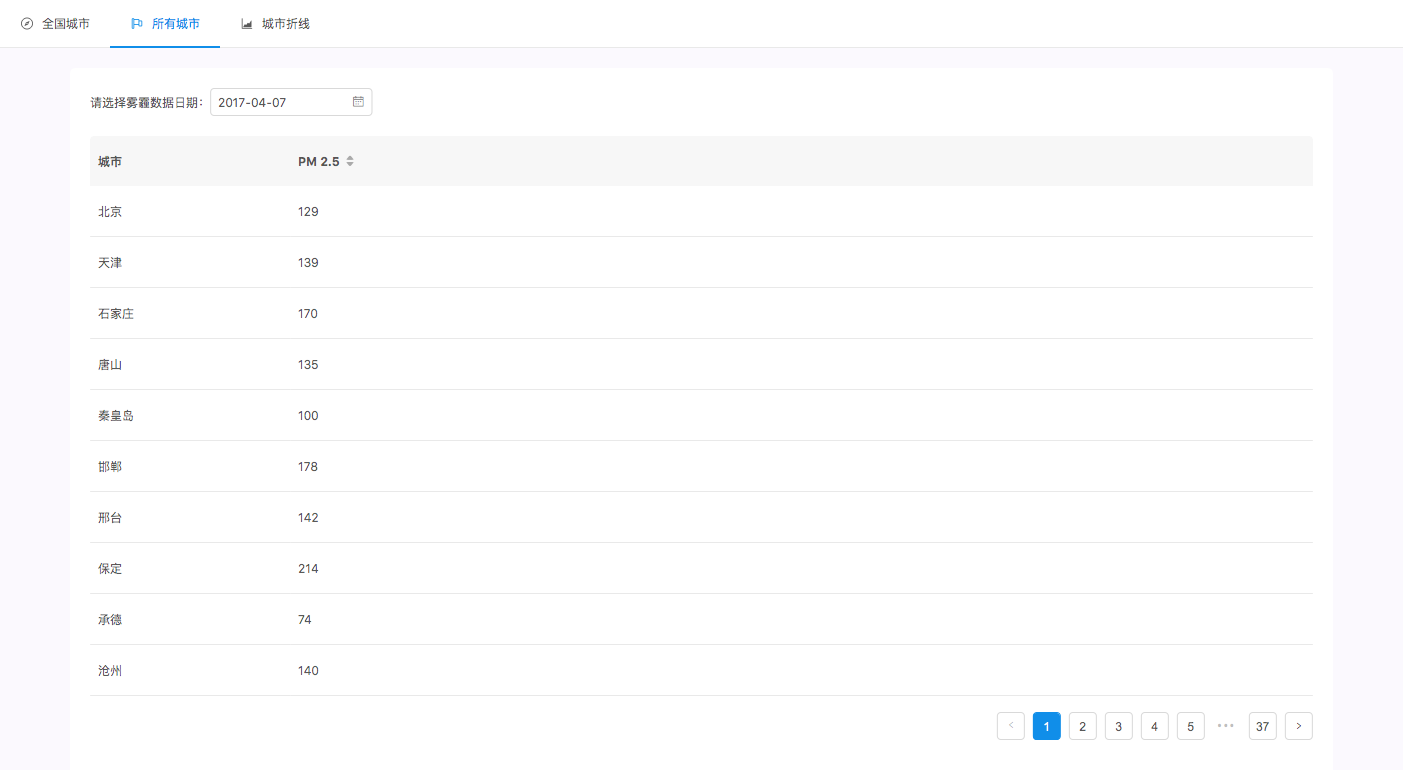 全国城市 所有城市 城市折线
请选择雾霾数据日期: 2017-04-07
城市 PM 2.5
北京 129
天津 139
石家庄 170
唐山 135
秦皇岛 100
邯郸 178
邢台 142
保定 214
承德 74
沧州 140
< 1 2 3 4 5 ••• 37 >